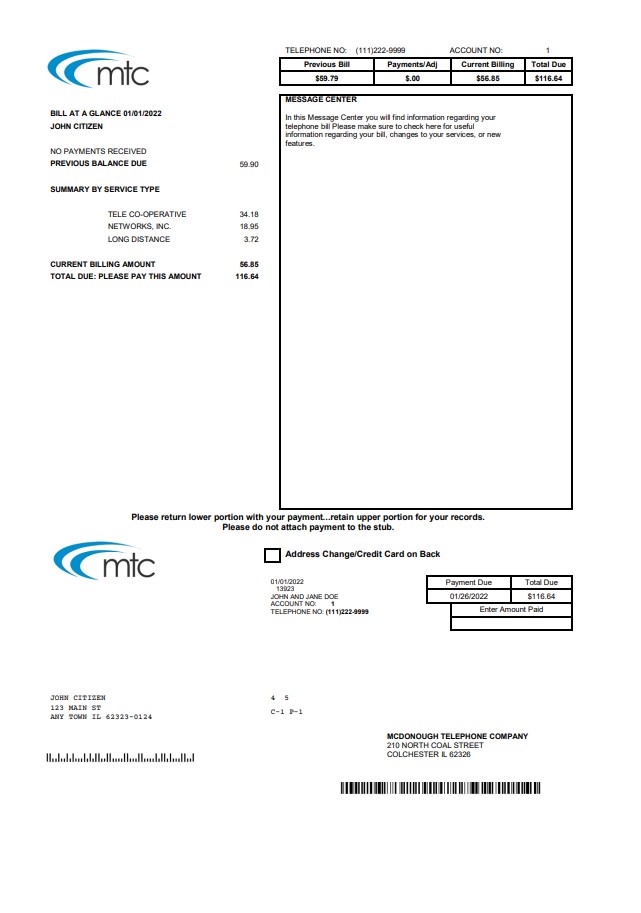 mtc
TELEPHONE NO: (111)222-9999 ACCOUNT NO: 1
Previous Bill Payments/Adj Current Billing Total Due
$59.79 $.00 $56.85 $116.64
BILL AT A GLANCE 01/01/2022
JOHN CITIZEN
NO PAYMENTS RECEIVED
PREVIOUS BALANCE DUE 59.90
SUMMARY BY SERVICE TYPE
TELE CO-OPERATIVE 34.18
NETWORKS, INC. 18.95
LONG DISTANCE 3.72
CURRENT BILLING AMOUNT 56.85
TOTAL DUE: PLEASE PAY THIS AMOUNT 116.64
MESSAGE CENTER
In this Message Center you will find information regarding your
telephone bill Please make sure to check here for useful
information regarding your bill, changes to your services, or new
features.
Please return lower portion with your payment...retain upper portion for your records.
Please do not attach payment to the stub.
mtc
Address Change/Credit Card on Back
01/01/2022
13923
JOHN AND JANE DOE
ACCOUNT NO: 1
TELEPHONE NO: (111)222-9999
Payment Due Total Due
01/26/2022 $116.64
Enter Amount Paid
JOHN CITIZEN
123 MAIN ST
ANY TOWN IL 62323-0124
4 5
C-1 P-1
MCDONOUGH TELEPHONE COMPANY
210 NORTH COAL STREET
COLCHESTER IL 62326